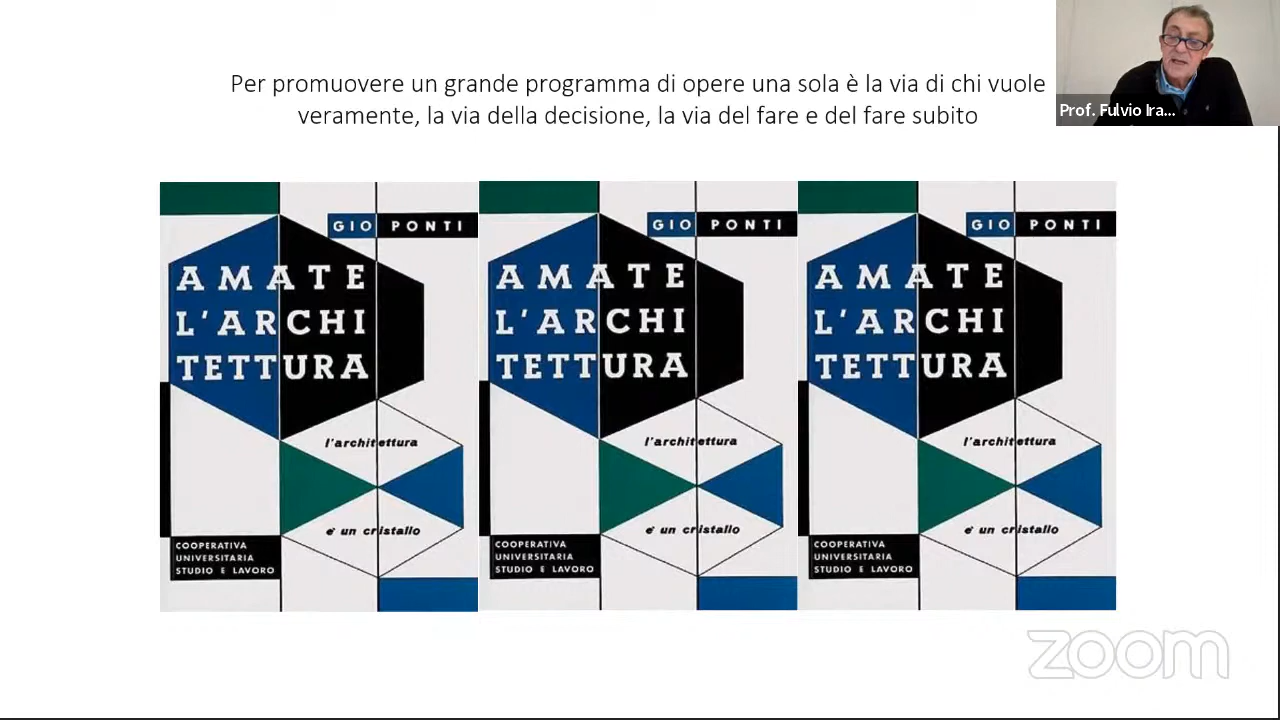 Per promuovere un grande programma di opere una sola è la via di chi vuole
veramente, la via della decisione, la via del fare e del fare subito
Prof. Fulvio Ira...
GIO PONTI
AMATE
L'ARCHI
TETTURA
l'architettura
è un cristallo
COOPERATIVA
UNIVERSITARIA
STUDIO E LAVORO
GIO PONTI
AMATE
L'ARCHI
TETTURA
l'architettura
è un cristallo
COOPERATIVA
UNIVERSITARIA
STUDIO E LAVORO
GIO PONTI
AMATE
L'ARCHI
TETTURA
l'architettura
è un cristallo
COOPERATIVA
UNIVERSITARIA
STUDIO E LAVORO
zoom